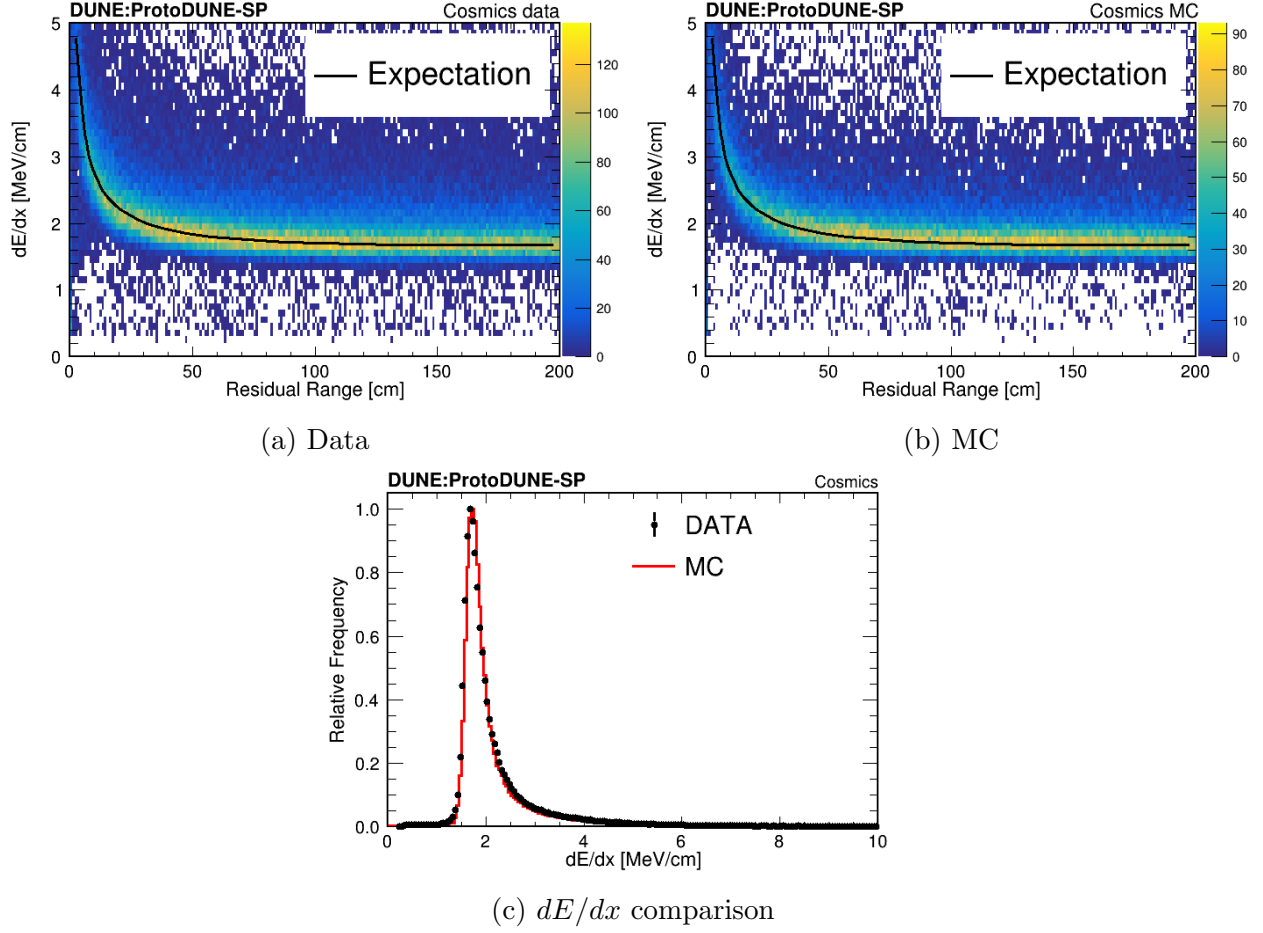 DUNE:ProtoDUNE-SP Cosmics data
Expectation
dE/dx [MeV/cm]
0 1 2 3 4 5
0 50 100 150 200
Residual Range [cm]
0 20 40 60 80 100 120
(a) Data
DUNE:ProtoDUNE-SP Cosmics MC
Expectation
dE/dx [MeV/cm]
0 1 2 3 4 5
0 50 100 150 200
Residual Range [cm]
0 10 20 30 40 50 60 70 80 90
(b) MC
DUNE:ProtoDUNE-SP Cosmics
DATA
MC
Relative Frequency
0.0 0.2 0.4 0.6 0.8 1.0
0 2 4 6 8 10
dE/dx [MeV/cm]
(c) dE/dx comparison